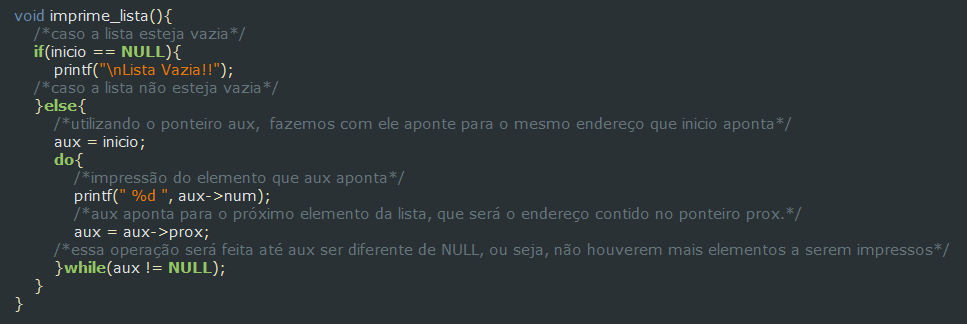 void imprime_lista(){
/*caso a lista esteja vazia*/
if(inicio == NULL){
printf("\nLista Vazia!!");
/*caso a lista não esteja vazia*/
}else{
/*utilizando o ponteiro aux,  fazemos com ele aponte para o mesmo endereço que inicio aponta*/
aux = inicio;
do{
/*impressão do elemento que aux aponta*/
printf(" %d ", aux->num);
/*aux aponta para o próximo elemento da lista, que será o endereço contido no ponteiro prox.*/
aux = aux->prox;
/*essa operação será feita até aux ser diferente de NULL, ou seja, não houverem mais elementos a serem impressos*/
}while(aux != NULL);
}
}